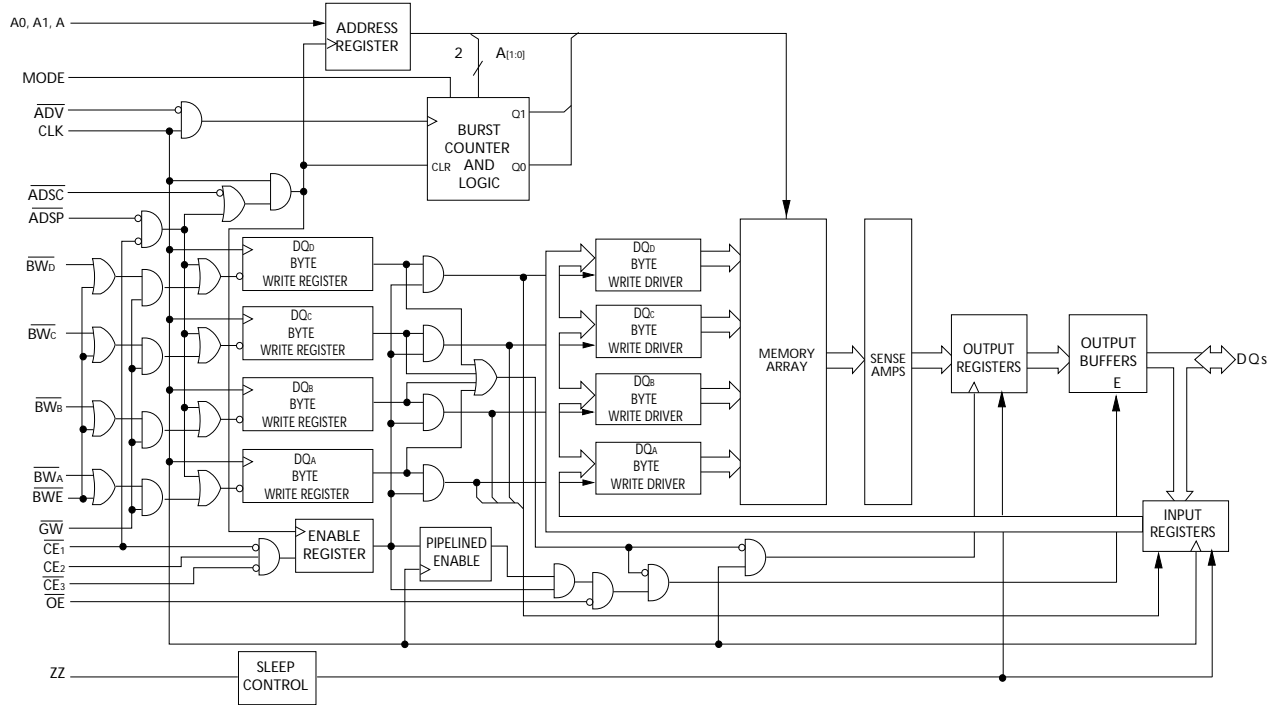 A0, A1, A
ADDRESS
REGISTER
2
A[1:0]
MODE
ADV
CLK
BURST
COUNTER
AND
LOGIC
CLR
Q1
Q0
ADSC
ADSP
BWD
DQD
BYTE
WRITE REGISTER
DQD
BYTE
WRITE DRIVER
BWC
DQC
BYTE
WRITE REGISTER
DQC
BYTE
WRITE DRIVER
BWB
DQB
BYTE
WRITE REGISTER
DQB
BYTE
WRITE DRIVER
BWA
BWE
DQA
BYTE
WRITE REGISTER
DQA
BYTE
WRITE DRIVER
MEMORY
ARRAY
SENSE
AMPS
OUTPUT
REGISTERS
OUTPUT
BUFFERS
E
DQs
INPUT
REGISTERS
GW
CE1
CE2
CE3
OE
ENABLE
REGISTER
PIPELINED
ENABLE
ZZ
SLEEP
CONTROL